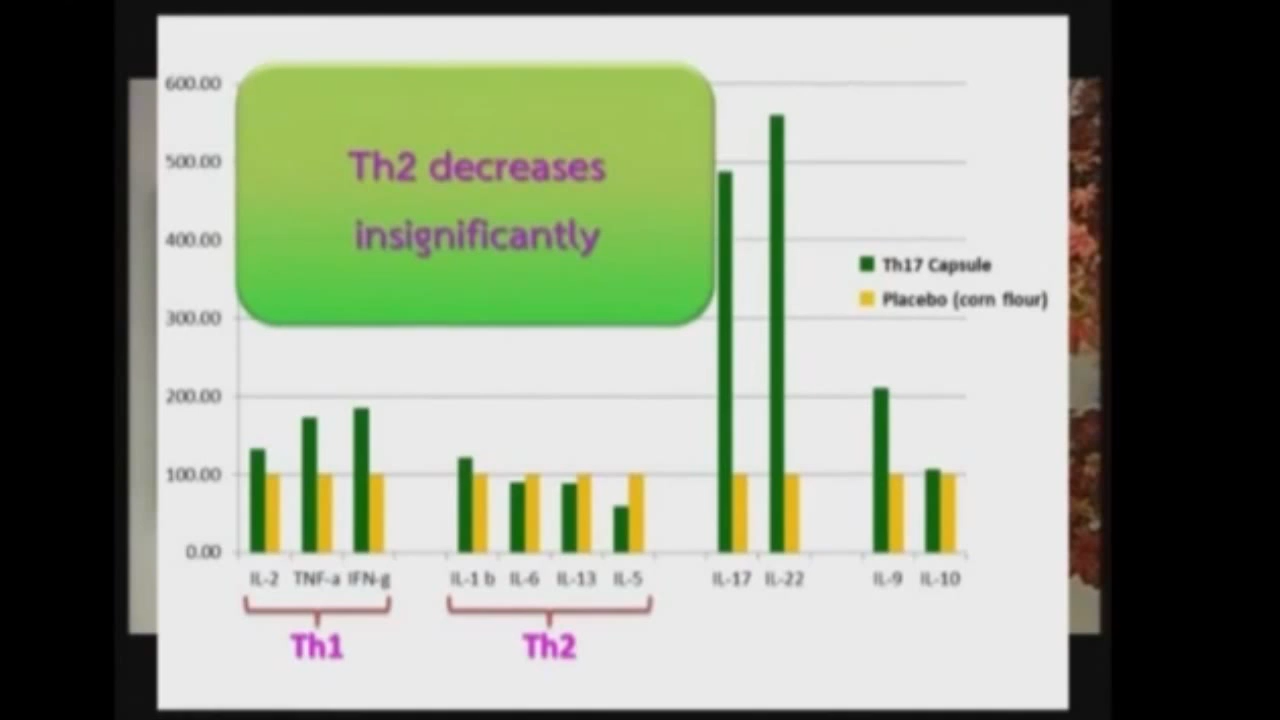 600.00
500.00
400.00
300.00
200.00
100.00
0.00
Th2 decreases
insignificantly
Th17 Capsule
Placebo (corn flour)
IL-2 TNF-a IFN-g IL-1 b IL-6 IL-13 IL-5 IL-17 IL-22 IL-9 IL-10
Th1 Th2